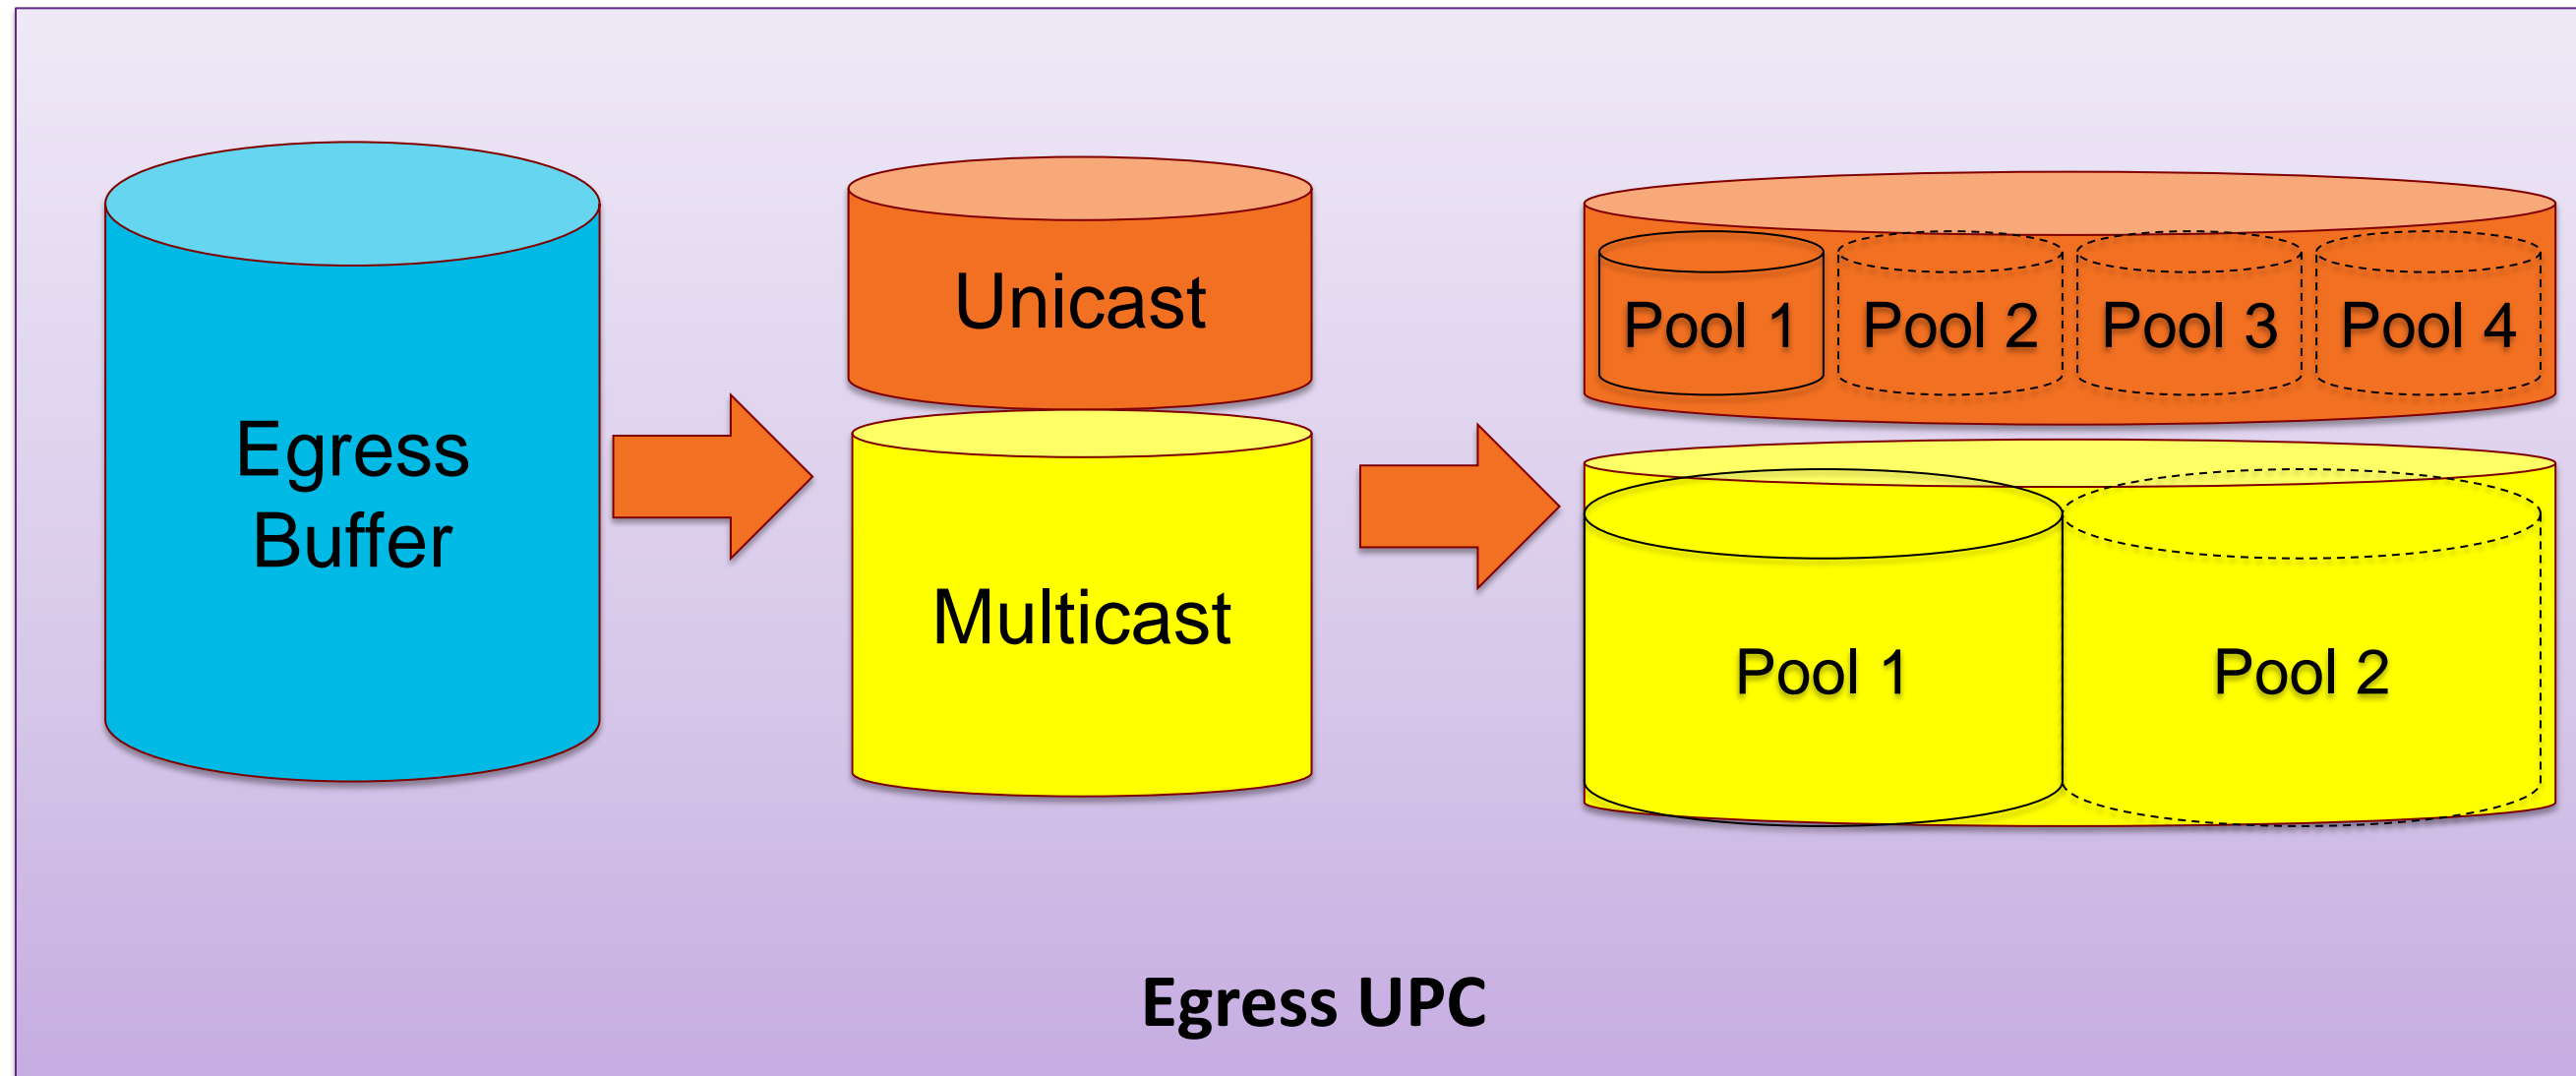 Egress
Buffer
Unicast
Multicast
Pool 1
Pool 2
Pool 3
Pool 4
Pool 1
Pool 2
Egress UPC